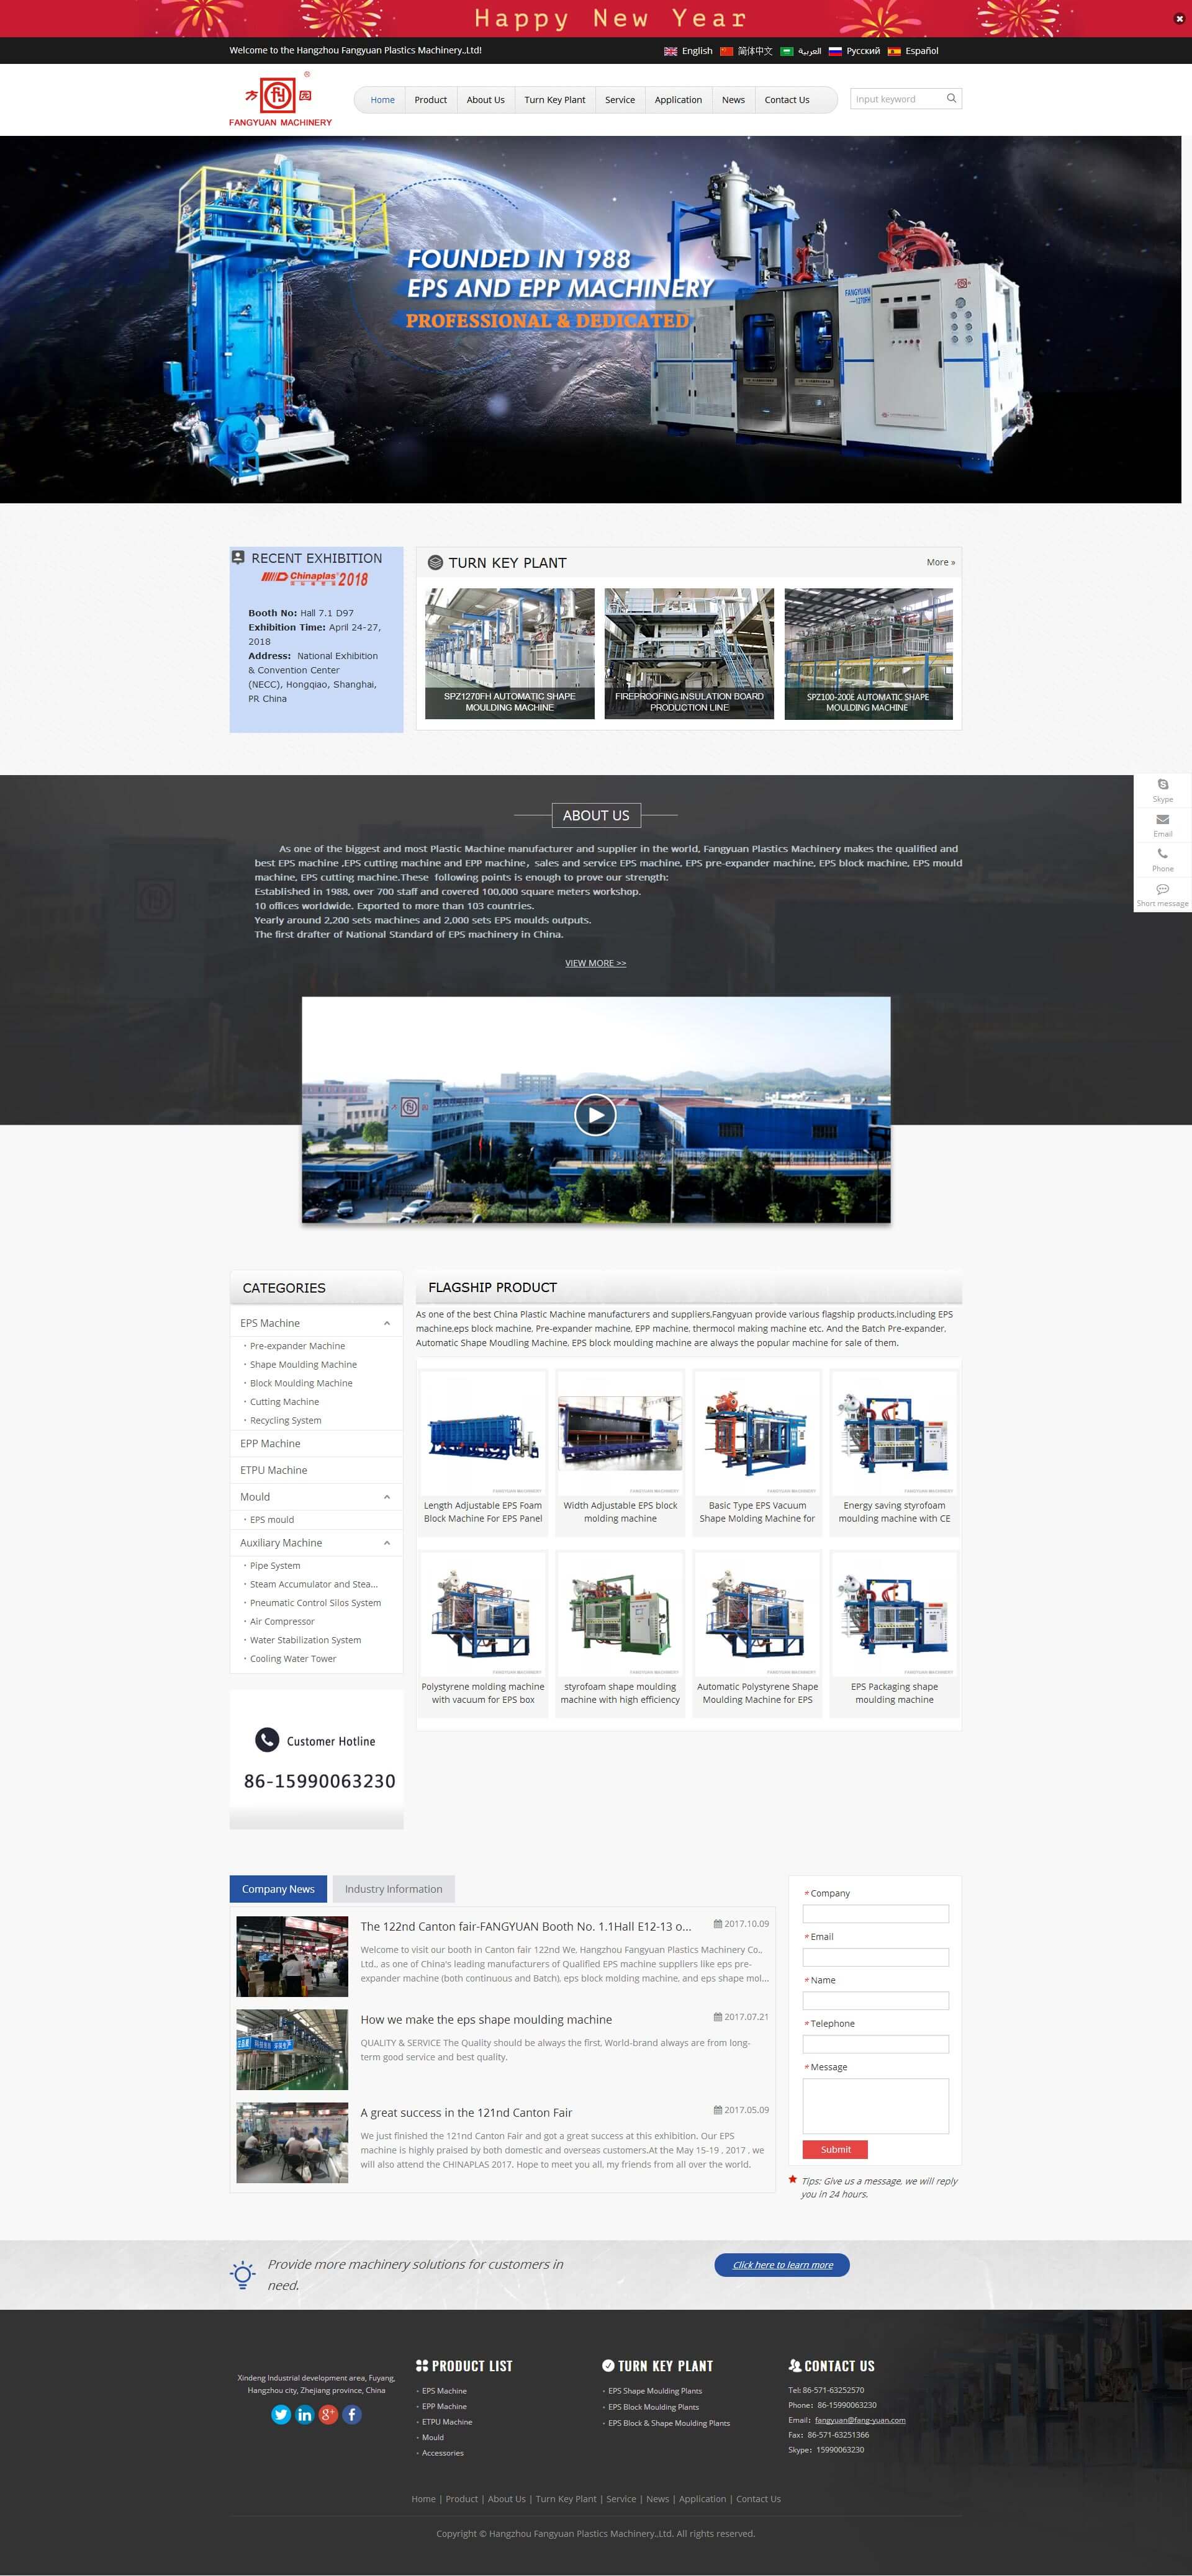 Happy New Year
Welcome to the Hangzhou Fangyuan Plastics Machinery.,Ltd!
English 简体中文 العربية Русский Español
方 园 ®
FANGYUAN MACHINERY
Home
Product
About Us
Turn Key Plant
Service
Application
News
Contact Us
input keyword
FOUNDED IN 1988
EPS AND EPP MACHINERY
PROFESSIONAL & DEDICATED
FANGYUAN
—1270FH
RECENT EXHIBITION
Chinaplas® 2018
Booth No: Hall 7.1 D97
Exhibition Time: April 24-27,
2018
Address: National Exhibition
& Convention Center
(NECC), Hongqiao, Shanghai,
PR China
TURN KEY PLANT
More »
SPZ1270FH AUTOMATIC SHAPE
MOULDING MACHINE
FIREPROOFING INSULATION BOARD
PRODUCTION LINE
SPZ100-200E AUTOMATIC SHAPE
MOULDING MACHINE
Skype
Email
Phone
Short message
ABOUT US
As one of the biggest and most Plastic Machine manufacturer and supplier in the world, Fangyuan Plastics Machinery makes the qualified and
best EPS machine ,EPS cutting machine and EPP machine，sales and service EPS machine, EPS pre-expander machine, EPS block machine, EPS mould
machine, EPS cutting machine.These following points is enough to prove our strength:
Established in 1988, over 700 staff and covered 100,000 square meters workshop.
10 offices worldwide. Exported to more than 103 countries.
Yearly around 2,200 sets machines and 2,000 sets EPS moulds outputs.
The first drafter of National Standard of EPS machinery in China.
VIEW MORE >>
方 园
CATEGORIES
EPS Machine
· Pre-expander Machine
· Shape Moulding Machine
· Block Moulding Machine
· Cutting Machine
· Recycling System
EPP Machine
ETPU Machine
Mould
· EPS mould
Auxiliary Machine
· Pipe System
· Steam Accumulator and Stea...
· Pneumatic Control Silos System
· Air Compressor
· Water Stabilization System
· Cooling Water Tower
Customer Hotline
86-15990063230
FLAGSHIP PRODUCT
As one of the best China Plastic Machine manufacturers and suppliers,Fangyuan provide various flagship products,including EPS
machine,eps block machine, Pre-expander machine, EPP machine, thermocol making machine etc. And the Batch Pre-expander,
Automatic Shape Moudling Machine, EPS block moulding machine are always the popular machine for sale of them.
FANGYUAN MACHINERY
Length Adjustable EPS Foam
Block Machine For EPS Panel
FANGYUAN MACHINERY
Width Adjustable EPS block
molding machine
FANGYUAN MACHINERY
Basic Type EPS Vacuum
Shape Molding Machine for
FANGYUAN MACHINERY
Energy saving styrofoam
moulding machine with CE
FANGYUAN MACHINERY
Polystyrene molding machine
with vacuum for EPS box
FANGYUAN MACHINERY
styrofoam shape moulding
machine with high efficiency
FANGYUAN MACHINERY
Automatic Polystyrene Shape
Moulding Machine for EPS
FANGYUAN MACHINERY
EPS Packaging shape
moulding machine
Company News
Industry Information
The 122nd Canton fair-FANGYUAN Booth No. 1.1Hall E12-13 o...
2017.10.09
Welcome to visit our booth in Canton fair 122nd We, Hangzhou Fangyuan Plastics Machinery Co.,
Ltd., as one of China's leading manufacturers of Qualified EPS machine suppliers like eps pre-
expander machine (both continuous and Batch), eps block molding machine, and eps shape mol...
How we make the eps shape moulding machine
2017.07.21
QUALITY & SERVICE The Quality should be always the first, World-brand always are from long-
term good service and best quality.
A great success in the 121nd Canton Fair
2017.05.09
We just finished the 121nd Canton Fair and got a great success at this exhibition. Our EPS
machine is highly praised by both domestic and overseas customers.At the May 15-19 , 2017 , we
will also attend the CHINAPLAS 2017. Hope to meet you all, my friends from all over the world.
* Company
* Email
* Name
* Telephone
* Message
Submit
Tips: Give us a message, we will reply
you in 24 hours.
Provide more machinery solutions for customers in
need.
Click here to learn more
Xindeng Industrial development area, Fuyang,
Hangzhou city, Zhejiang province, China
PRODUCT LIST
EPS Machine
EPP Machine
ETPU Machine
Mould
Accessories
TURN KEY PLANT
EPS Shape Moulding Plants
EPS Block Moulding Plants
EPS Block & Shape Moulding Plants
CONTACT US
Tel: 86-571-63252570
Phone: 86-15990063230
Email: fangyuan@fang-yuan.com
Fax: 86-571-63251366
Skype: 15990063230
Home | Product | About Us | Turn Key Plant | Service | News | Application | Contact Us
Copyright © Hangzhou Fangyuan Plastics Machinery.,Ltd. All rights reserved.